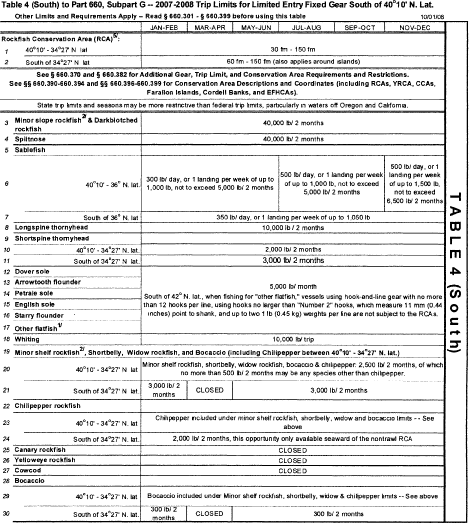 Table 4 (South) to Part 660, Subpart G -- 2007-2008 Trip Limits for Limited Entry Fixed Gear South of 40°10' N. Lat.
Other Limits and Requirements Apply -- Read § 660.301 - § 660.399 before using this table 10/01/08
JAN-FEB MAR-APR MAY-JUN JUL-AUG SEP-OCT NOV-DEC
Rockfish Conservation Area (RCA)6/:
1 40°10' - 34°27' N. lat 30 fm - 150 fm
2 South of 34°27' N. lat 60 fm - 150 fm (also applies around islands)
See § 660.370 and § 660.382 for Additional Gear, Trip Limit, and Conservation Area Requirements and Restrictions.
See §§ 660.390-660.394 and §§ 660.396-660.399 for Conservation Area Descriptions and Coordinates (including RCAs, YRCA, CCAs,
Farallon Islands, Cordell Banks, and EFHCAs).
State trip limits and seasons may be more restrictive than federal trip limits, particularly in waters off Oregon and California.
3 Minor slope rockfish2/ & Darkblotched rockfish 40,000 lb/ 2 months
4 Splitnose 40,000 lb/ 2 months
5 Sablefish
6 40°10' - 36° N. lat 300 lb/ day, or 1 landing per week of up to 1,000 lb, not to exceed 5,000 lb/ 2 months
500 lb/ day, or 1 landing per week of up to 1,000 lb, not to exceed 5,000 lb/ 2 months
500 lb/ day, or 1 landing per week of up to 1,500 lb, not to exceed 6,500 lb/ 2 months
7 South of 36° N. lat 350 lb/ day, or 1 landing per week of up to 1,050 lb
8 Longspine thornyhead 10,000 lb / 2 months
9 Shortspine thornyhead
10 40°10' - 34°27' N. lat 2,000 lb/ 2 months
11 South of 34°27' N. lat 3,000 lb/ 2 months
12 Dover sole
13 Arrowtooth flounder
14 Petrale sole
15 English sole
16 Starry flounder
17 Other flatfish1/
5,000 lb/ month
South of 42° N. lat., when fishing for "other flatfish," vessels using hook-and-line gear with no more
than 12 hooks per line, using hooks no larger than "Number 2" hooks, which measure 11 mm (0.44
inches) point to shank, and up to two 1 lb (0.45 kg) weights per line are not subject to the RCAs.
18 Whiting 10,000 lb/ trip
19 Minor shelf rockfish2/, Shortbelly, Widow rockfish, and Bocaccio (including Chilipepper between 40°10' - 34°27' N. lat.)
20 40°10' - 34°27' N. lat Minor shelf rockfish, shortbelly, widow rockfish, bocaccio & chilipepper: 2,500 lb/ 2 months, of which
no more than 500 lb/ 2 months may be any species other than chilipepper.
21 South of 34°27' N. lat 3,000 lb/ 2 months CLOSED 3,000 lb/ 2 months
22 Chilipepper rockfish
23 40°10' - 34°27' N. lat Chilipepper included under minor shelf rockfish, shortbelly, widow and bocaccio limits - - See
above
24 South of 34°27' N. lat 2,000 lb/ 2 months, this opportunity only available seaward of the nontrawl RCA
25 Canary rockfish CLOSED
26 Yelloweye rockfish CLOSED
27 Cowcod CLOSED
28 Bocaccio
29 40°10' - 34°27' N. lat Bocaccio included under Minor shelf rockfish, shortbelly, widow & chilipepper limits -- See above
30 South of 34°27' N. lat 300 lb/ 2 months CLOSED 300 lb/ 2 months
TABLE 4 (South)